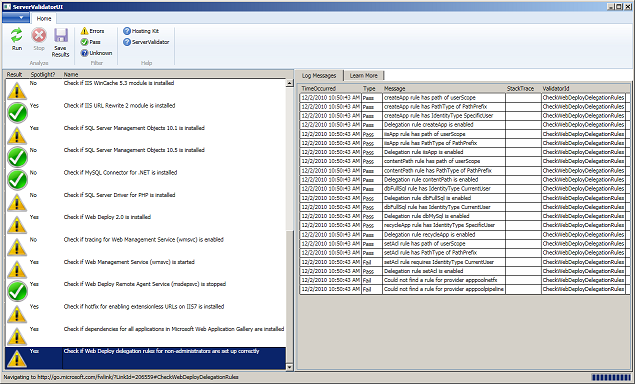 ServerValidatorUI
Home
Run
Stop
Save Results
Errors
Pass
Unknown
Hosting Kit
ServerValidator
Analyze
Filter
Help
Result Spotlight? Name
No Check if IIS WinCache 5.3 module is installed
Yes Check if IIS URL Rewrite 2 module is installed
Yes Check if SQL Server Management Objects 10.1 is installed
No Check if SQL Server Management Objects 10.5 is installed
No Check if MySQL Connector for .NET is installed
No Check if SQL Server Driver for PHP is installed
Yes Check if Web Deploy 2.0 is installed
No Check if tracing for Web Management Service (wmsvc) is enabled
Yes Check if Web Management Service (wmsvc) is started
Yes Check if Web Deploy Remote Agent Service (msdepsvc) is stopped
Yes Check if hotfix for enabling extensionless URLs on IIS7 is installed
Yes Check if dependencies for all applications in Microsoft Web Application Gallery are installed
Yes Check if Web Deploy delegation rules for non-administrators are set up correctly
Log Messages Learn More
TimeOccurred Type Message StackTrace ValidatorId
12/2/2010 10:50:43 AM Pass createApp rule has path of userScope CheckWebDeployDelegationRules
12/2/2010 10:50:43 AM Pass createApp rule has PathType of PathPrefix CheckWebDeployDelegationRules
12/2/2010 10:50:43 AM Pass createApp rule has IdentityType SpecificUser CheckWebDeployDelegationRules
12/2/2010 10:50:43 AM Pass Delegation rule createApp is enabled CheckWebDeployDelegationRules
12/2/2010 10:50:43 AM Pass iisApp rule has path of userScope CheckWebDeployDelegationRules
12/2/2010 10:50:43 AM Pass iisApp rule has PathType of PathPrefix CheckWebDeployDelegationRules
12/2/2010 10:50:43 AM Pass Delegation rule iisApp is enabled CheckWebDeployDelegationRules
12/2/2010 10:50:43 AM Pass contentPath rule has path of userScope CheckWebDeployDelegationRules
12/2/2010 10:50:43 AM Pass contentPath rule has PathType of PathPrefix CheckWebDeployDelegationRules
12/2/2010 10:50:43 AM Pass Delegation rule contentPath is enabled CheckWebDeployDelegationRules
12/2/2010 10:50:43 AM Pass dbFullSql rule has IdentityType CurrentUser CheckWebDeployDelegationRules
12/2/2010 10:50:43 AM Pass Delegation rule dbFullSql is enabled CheckWebDeployDelegationRules
12/2/2010 10:50:43 AM Pass dbFullSql rule has IdentityType CurrentUser CheckWebDeployDelegationRules
12/2/2010 10:50:43 AM Pass Delegation rule dbMySql is enabled CheckWebDeployDelegationRules
12/2/2010 10:50:43 AM Pass recycleApp rule has IdentityType SpecificUser CheckWebDeployDelegationRules
12/2/2010 10:50:43 AM Pass Delegation rule recycleApp is enabled CheckWebDeployDelegationRules
12/2/2010 10:50:43 AM Pass setAcl rule has path of userScope CheckWebDeployDelegationRules
12/2/2010 10:50:43 AM Pass setAcl rule has PathType of PathPrefix CheckWebDeployDelegationRules
12/2/2010 10:50:43 AM Fail setAcl rule requires IdentityType CurrentUser CheckWebDeployDelegationRules
12/2/2010 10:50:43 AM Pass Delegation rule setAcl is enabled CheckWebDeployDelegationRules
12/2/2010 10:50:43 AM Fail Could not find a rule for provider apppoolnetfx CheckWebDeployDelegationRules
12/2/2010 10:50:43 AM Fail Could not find a rule for provider apppoolpipeline CheckWebDeployDelegationRules
Navigating to http://go.microsoft.com/fwlink/?LinkId=206559#CheckWebDeployDelegationRules